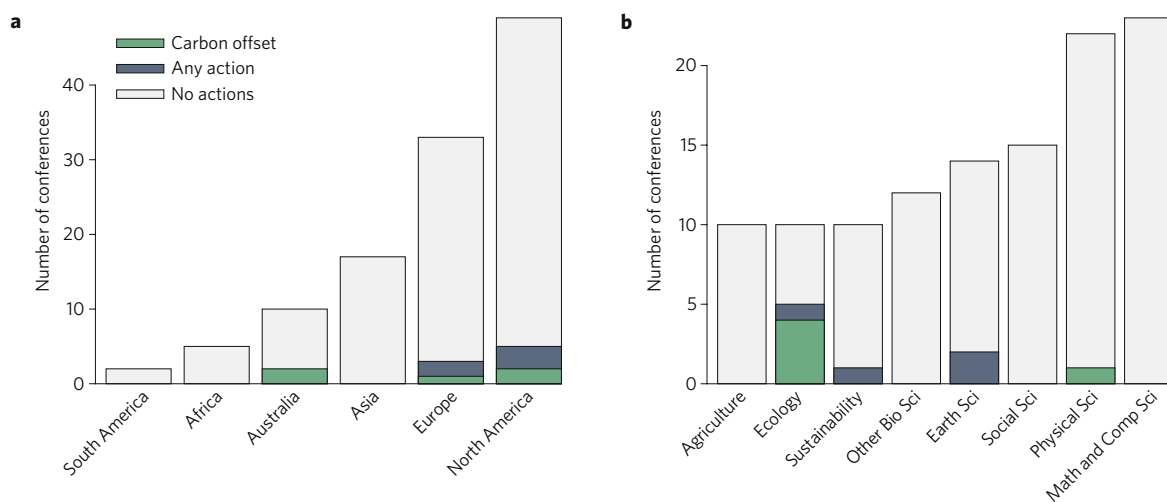 a
Carbon offset
Any action
No actions
Number of conferences
40
30
20
10
0
South America
Africa
Australia
Asia
Europe
North America
b
Number of conferences
20
15
10
5
0
Agriculture
Ecology
Sustainability
Other Bio Sci
Earth Sci
Social Sci
Physical Sci
Math and Comp Sci